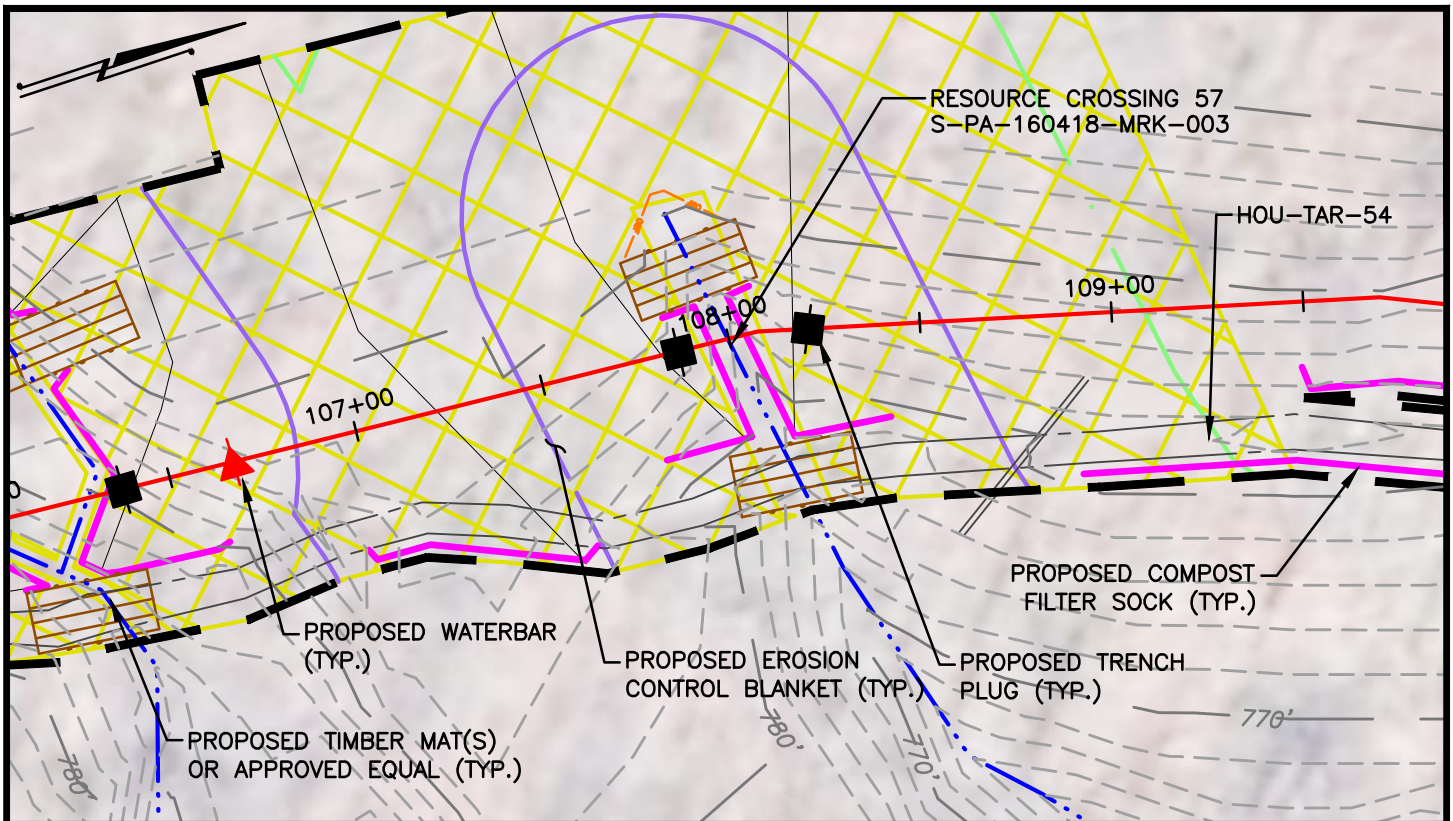 RESOURCE CROSSING 57
S-PA-160418-MRK-003
HOU-TAR-54
109+00
108+00
107+00
0
PROPOSED COMPOST
FILTER SOCK (TYP.)
PROPOSED WATERBAR
(TYP.)
PROPOSED EROSION
CONTROL BLANKET (TYP.)
PROPOSED TRENCH
PLUG (TYP.)
770'
780'
770'
PROPOSED TIMBER MAT(S)
OR APPROVED EQUAL (TYP.)
780'